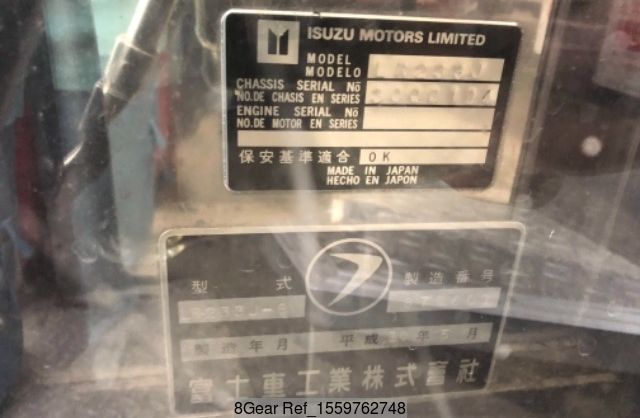 ISUZU MOTORS LIMITED
MODEL
MODELO
CHASSIS SERIAL No
NO.DE CHASIS EN SERIES
ENGINE SERIAL No
NO.DE MOTOR EN SERIES
保安基準適合 OK
MADE IN JAPAN
HECHO EN JAPON
型式 製造番号
製造年月 平成 年 月
富士車工業株式會社
8Gear Ref_1559762748